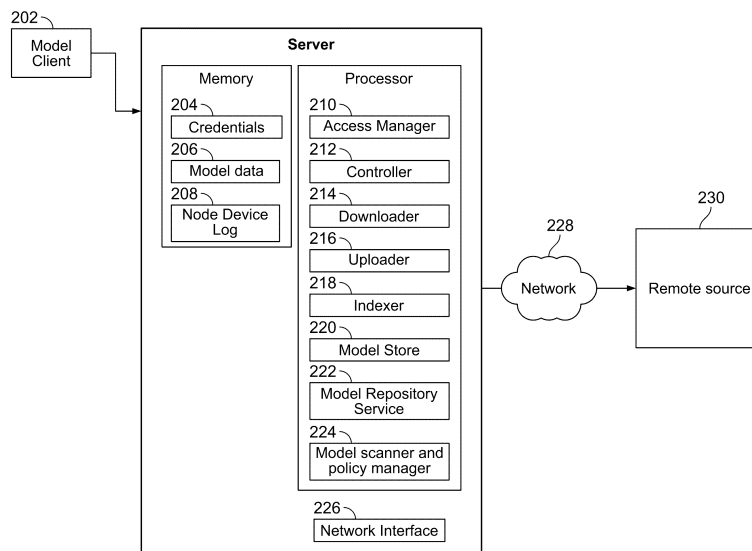 202
Model
Client
Server
Memory
204
Credentials
206
Model data
208
Node Device
Log
Processor
210
Access Manager
212
Controller
214
Downloader
216
Uploader
218
Indexer
220
Model Store
222
Model Repository
Service
224
Model scanner and
policy manager
226
Network Interface
228
Network
230
Remote source